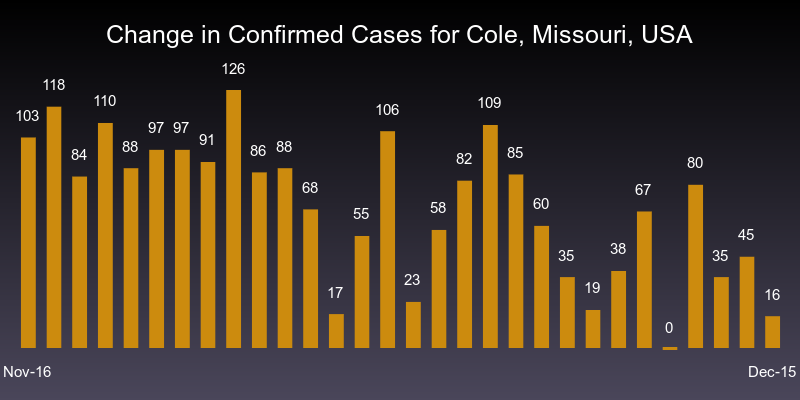 Change in Confirmed Cases for Cole, Missouri, USA
103 118 84 110 88 97 97 91 126 86 88 68 17 55 106 23 58 82 109 85 60 35 19 38 67 0 80 35 45 16
Nov-16 Dec-15